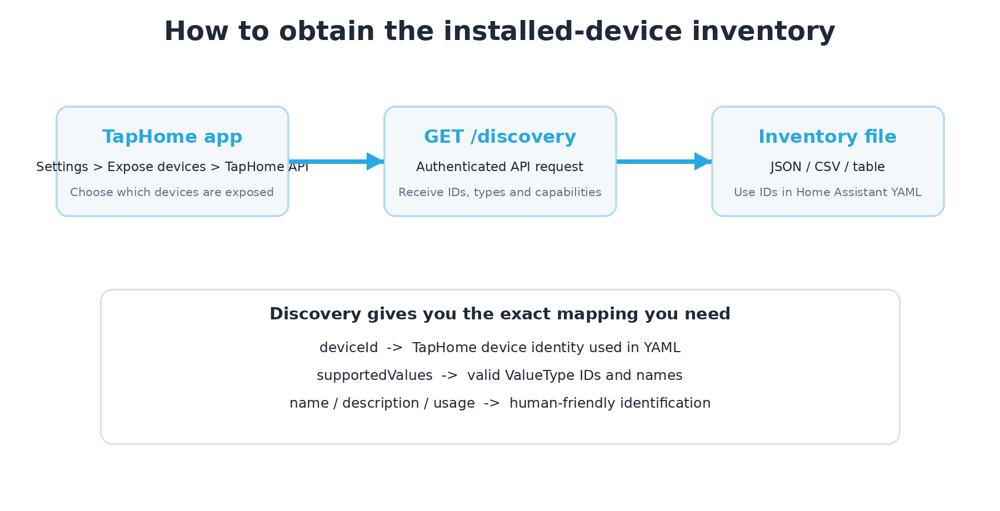 How to obtain the installed-device inventory
TapHome app
Settings > Expose devices > TapHome API
Choose which devices are exposed
GET /discovery
Authenticated API request
Receive IDs, types and capabilities
Inventory file
JSON / CSV / table
Use IDs in Home Assistant YAML
Discovery gives you the exact mapping you need
deviceId -> TapHome device identity used in YAML
supportedValues -> valid ValueType IDs and names
name / description / usage -> human-friendly identification